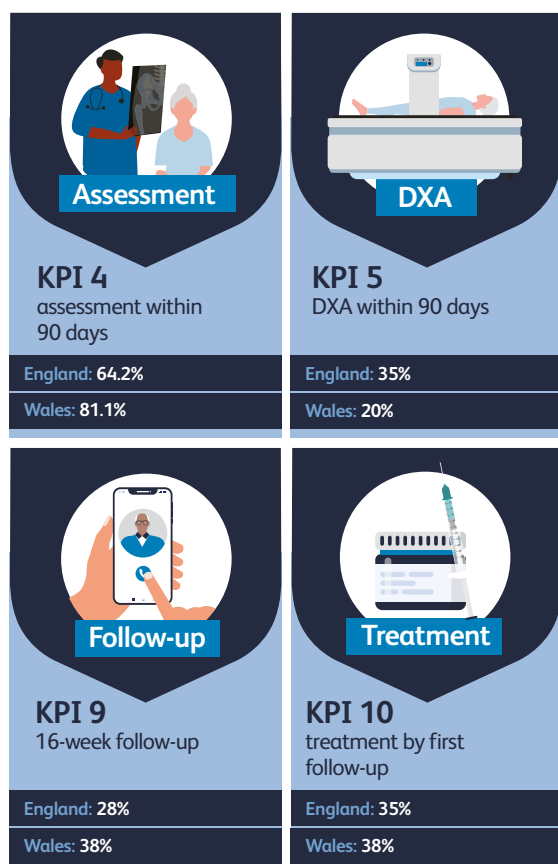 Assessment
KPI 4
assessment within
90 days
England: 64.2%
Wales: 81.1%
DXA
KPI 5
DXA within 90 days
England: 35%
Wales: 20%
Follow-up
KPI 9
16-week follow-up
England: 28%
Wales: 38%
Treatment
KPI 10
treatment by first
follow-up
England: 35%
Wales: 38%